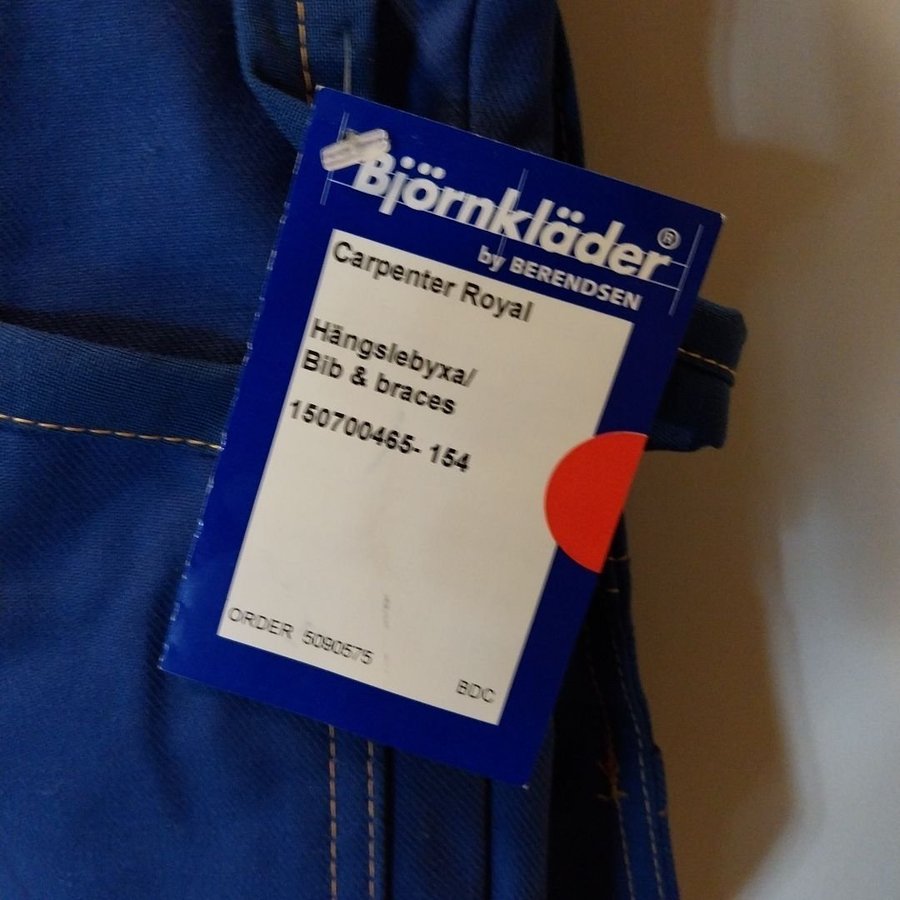 Björnkläder®
by BERENDSEN
Carpenter Royal
Hängslebyxa/
Bib & braces
150700465- 154
ORDER 5090575
BDC